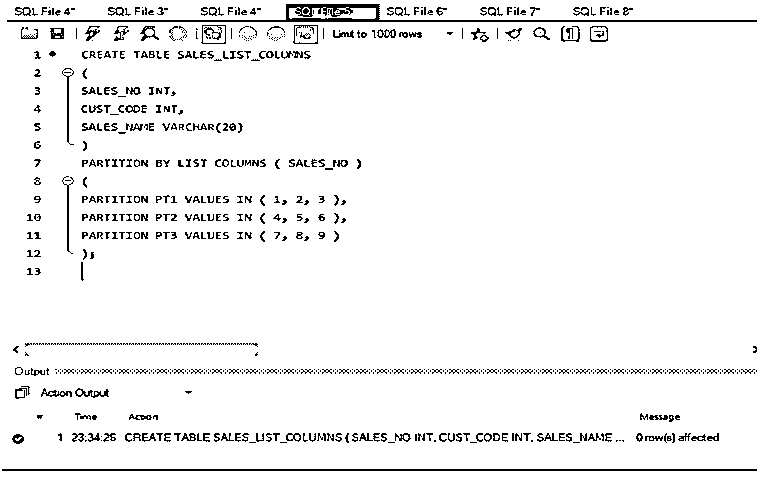 SQL File 4* SQL File 3* SQL File 4* SQL File 5 SQL File 6* SQL File 7* SQL File 8*
Limit to 1000 rows
1 CREATE TABLE SALES_LIST_COLUMNS
2 (
3 SALES_NO INT,
4 CUST_CODE INT,
5 SALES_NAME VARCHAR(20)
6 )
7 PARTITION BY LIST COLUMNS ( SALES_NO )
8 (
9 PARTITION PT1 VALUES IN ( 1, 2, 3 ),
10 PARTITION PT2 VALUES IN ( 4, 5, 6 ),
11 PARTITION PT3 VALUES IN ( 7, 8, 9 )
12 );
13
Output
Action Output
# Time Action Message
1 23:34:26 CREATE TABLE SALES_LIST_COLUMNS ( SALES_NO INT, CUST_CODE INT, SALES_NAME ... 0 row(s) affected